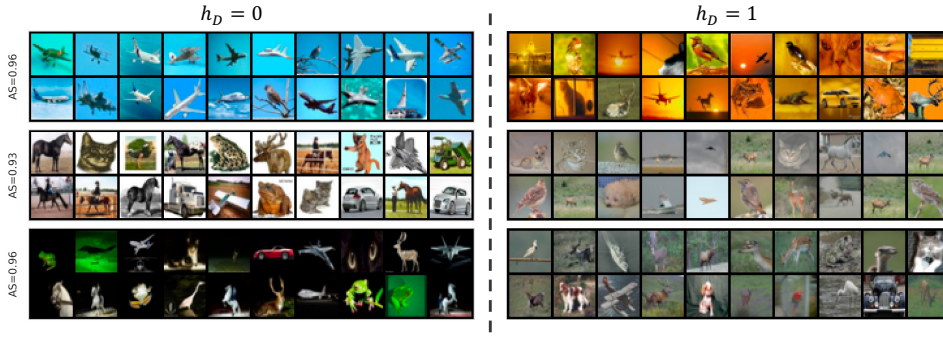 h_D = 0
h_D = 1
AS=0.96
AS=0.93
AS=0.96